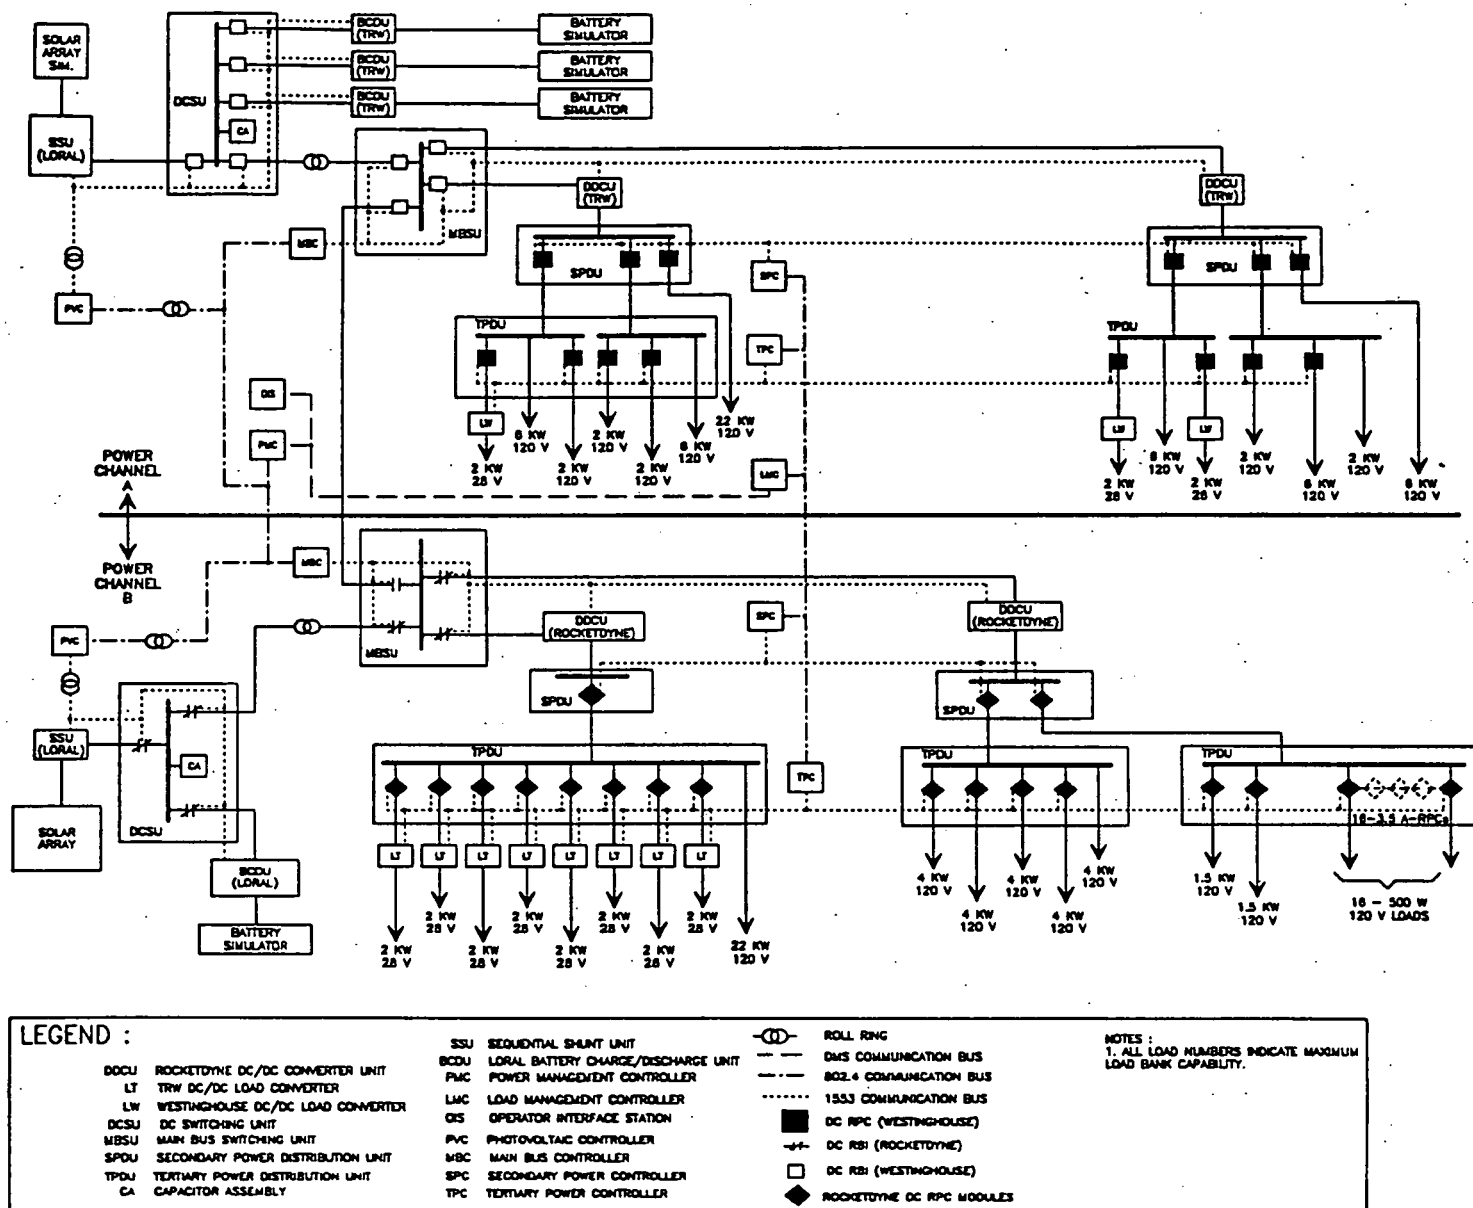 SOLAR
ARRAY
SIM.
SSU
(LORAL)
DCSU
CA
BCDU
(TRW)
BATTERY
SIMULATOR
BCDU
(TRW)
BATTERY
SIMULATOR
BCDU
(TRW)
BATTERY
SIMULATOR
MBSU
MBC
PVC
DDCU
(TRW)
SPDU
TPDU
LW
2 KW
28 V
6 KW
120 V
2 KW
120 V
2 KW
120 V
2 KW
120 V
6 KW
120 V
22 KW
120 V
SPC
TPC
LMC
OIS
PMC
DDCU
(TRW)
SPDU
TPDU
LW
LW
2 KW
28 V
6 KW
120 V
2 KW
28 V
2 KW
120 V
6 KW
120 V
2 KW
120 V
6 KW
120 V
POWER
CHANNEL
A
POWER
CHANNEL
B
MBC
MBSU
PVC
SSU
(LORAL)
SOLAR
ARRAY
CA
DCSU
BCDU
(LORAL)
BATTERY
SIMULATOR
DDCU
(ROCKETDYNE)
SPDU
TPDU
LT
LT
LT
LT
LT
LT
LT
LT
2 KW
28 V
2 KW
28 V
2 KW
28 V
2 KW
28 V
2 KW
28 V
2 KW
28 V
2 KW
28 V
2 KW
28 V
22 KW
120 V
SPC
TPC
DDCU
(ROCKETDYNE)
SPDU
TPDU
4 KW
120 V
4 KW
120 V
4 KW
120 V
4 KW
120 V
4 KW
120 V
TPDU
16-3.5 A-RPCs
1.5 KW
120 V
1.5 KW
120 V
16 - 500 W
120 V LOADS
LEGEND :
DDCU ROCKETDYNE DC/DC CONVERTER UNIT
LT TRW DC/DC LOAD CONVERTER
LW WESTINGHOUSE DC/DC LOAD CONVERTER
DCSU DC SWITCHING UNIT
MBSU MAIN BUS SWITCHING UNIT
SPDU SECONDARY POWER DISTRIBUTION UNIT
TPDU TERTIARY POWER DISTRIBUTION UNIT
CA CAPACITOR ASSEMBLY
SSU SEQUENTIAL SHUNT UNIT
BCDU LORAL BATTERY CHARGE/DISCHARGE UNIT
PMC POWER MANAGEMENT CONTROLLER
LMC LOAD MANAGEMENT CONTROLLER
OIS OPERATOR INTERFACE STATION
PVC PHOTOVOLTAIC CONTROLLER
MBC MAIN BUS CONTROLLER
SPC SECONDARY POWER CONTROLLER
TPC TERTIARY POWER CONTROLLER
ROLL RING
DMS COMMUNICATION BUS
802.4 COMMUNICATION BUS
1553 COMMUNICATION BUS
DC RPC (WESTINGHOUSE)
DC RBI (ROCKETDYNE)
DC RBI (WESTINGHOUSE)
ROCKETDYNE DC RPC MODULES
NOTES :
1. ALL LOAD NUMBERS INDICATE MAXIMUM
LOAD BANK CAPABILITY.